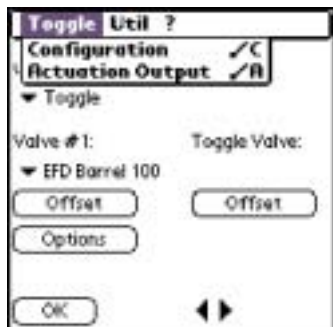 Toggle Util ?
Configuration /C
Actuation Output /A
Toggle
Valve #1: Toggle Valve:
EFD Barrel 100
Offset Offset
Options
OK